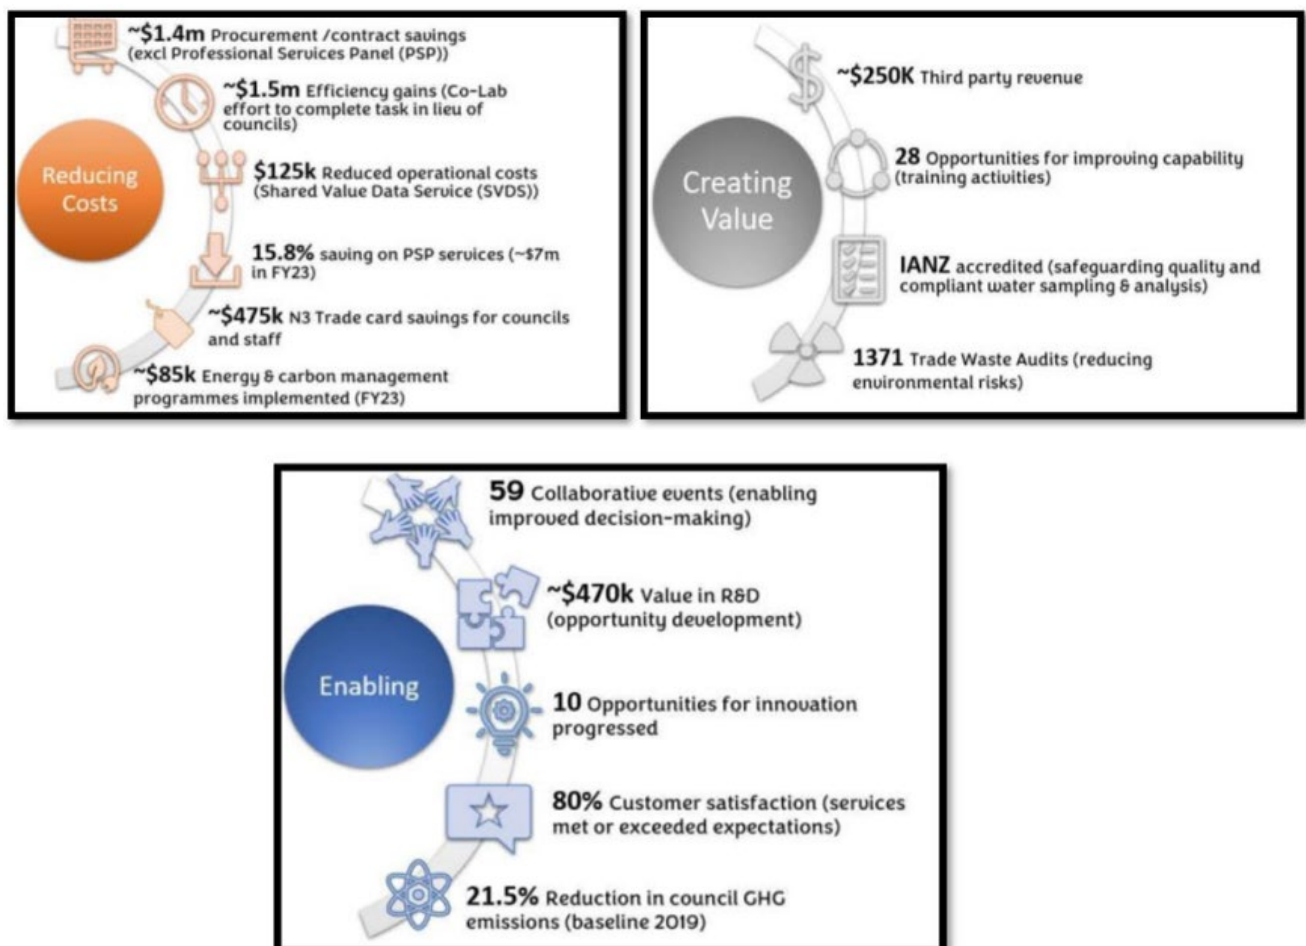 ~$1.4m Procurement /contract savings
(excl Professional Services Panel (PSP))
~$1.5m Efficiency gains (Co-Lab
effort to complete task in lieu of
councils)
Reducing
Costs
$125k Reduced operational costs
(Shared Value Data Service (SVDS))
15.8% saving on PSP services (~$7m
in FY23)
~$475k N3 Trade card savings for councils
and staff
~$85k Energy & carbon management
programmes implemented (FY23)
~$250K Third party revenue
28 Opportunities for improving capability
(training activities)
Creating
Value
IANZ accredited (safeguarding quality and
compliant water sampling & analysis)
1371 Trade Waste Audits (reducing
environmental risks)
59 Collaborative events (enabling
improved decision-making)
~$470k Value in R&D
(opportunity development)
Enabling
10 Opportunities for innovation
progressed
80% Customer satisfaction (services
met or exceeded expectations)
21.5% Reduction in council GHG
emissions (baseline 2019)